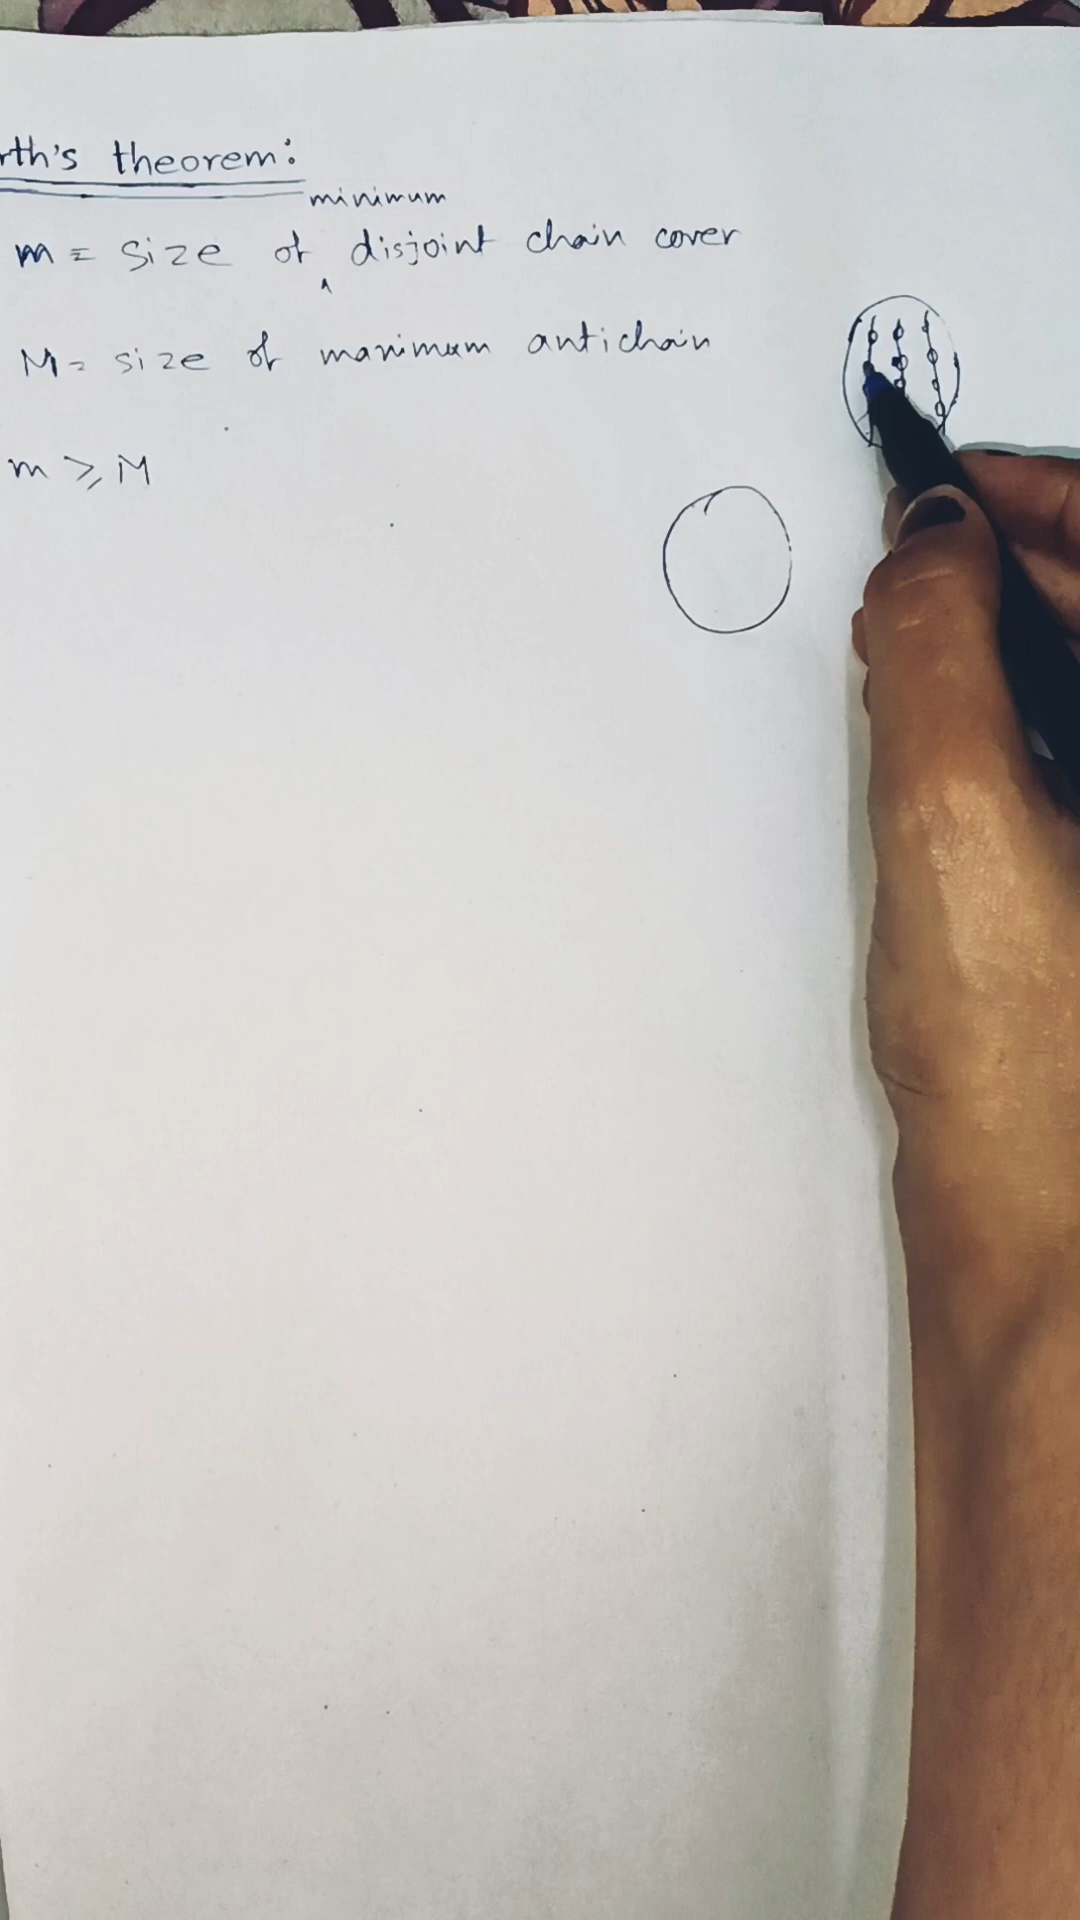 rth's theorem:
minimum
m = size of ‸ disjoint chain cover
M = size of maximum antichain
m ⩾ M